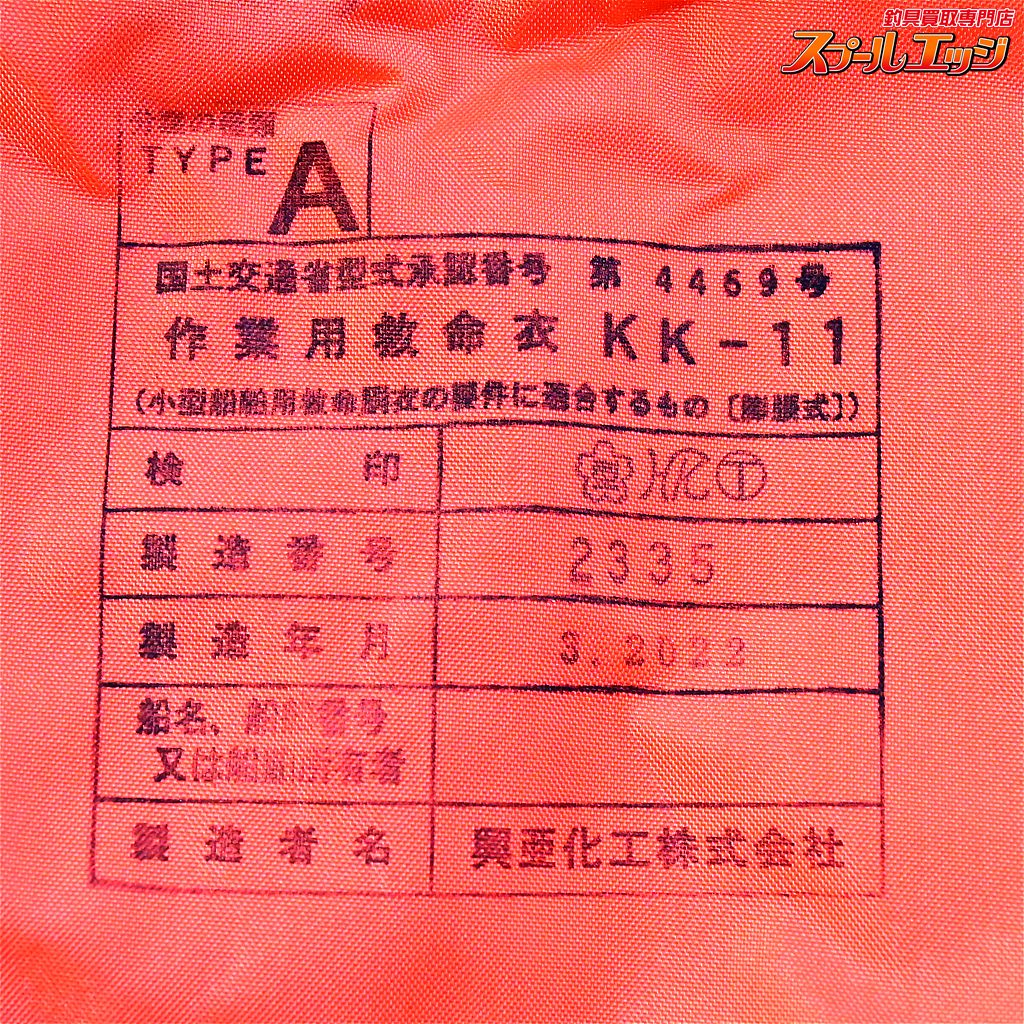 釣具買取専門店
スプールエッジ
TYPE A
国土交通省型式承認番号 第 4469号
作業用救命衣 KK-11
(小型船舶用救命胴衣の要件に適合するもの〔膨脹式〕)
検 印 HK 〒
製造番号 2335
製造年月 3.2022
船名、船舶番号
又は船舶所有者
製造者名 興亜化工株式会社